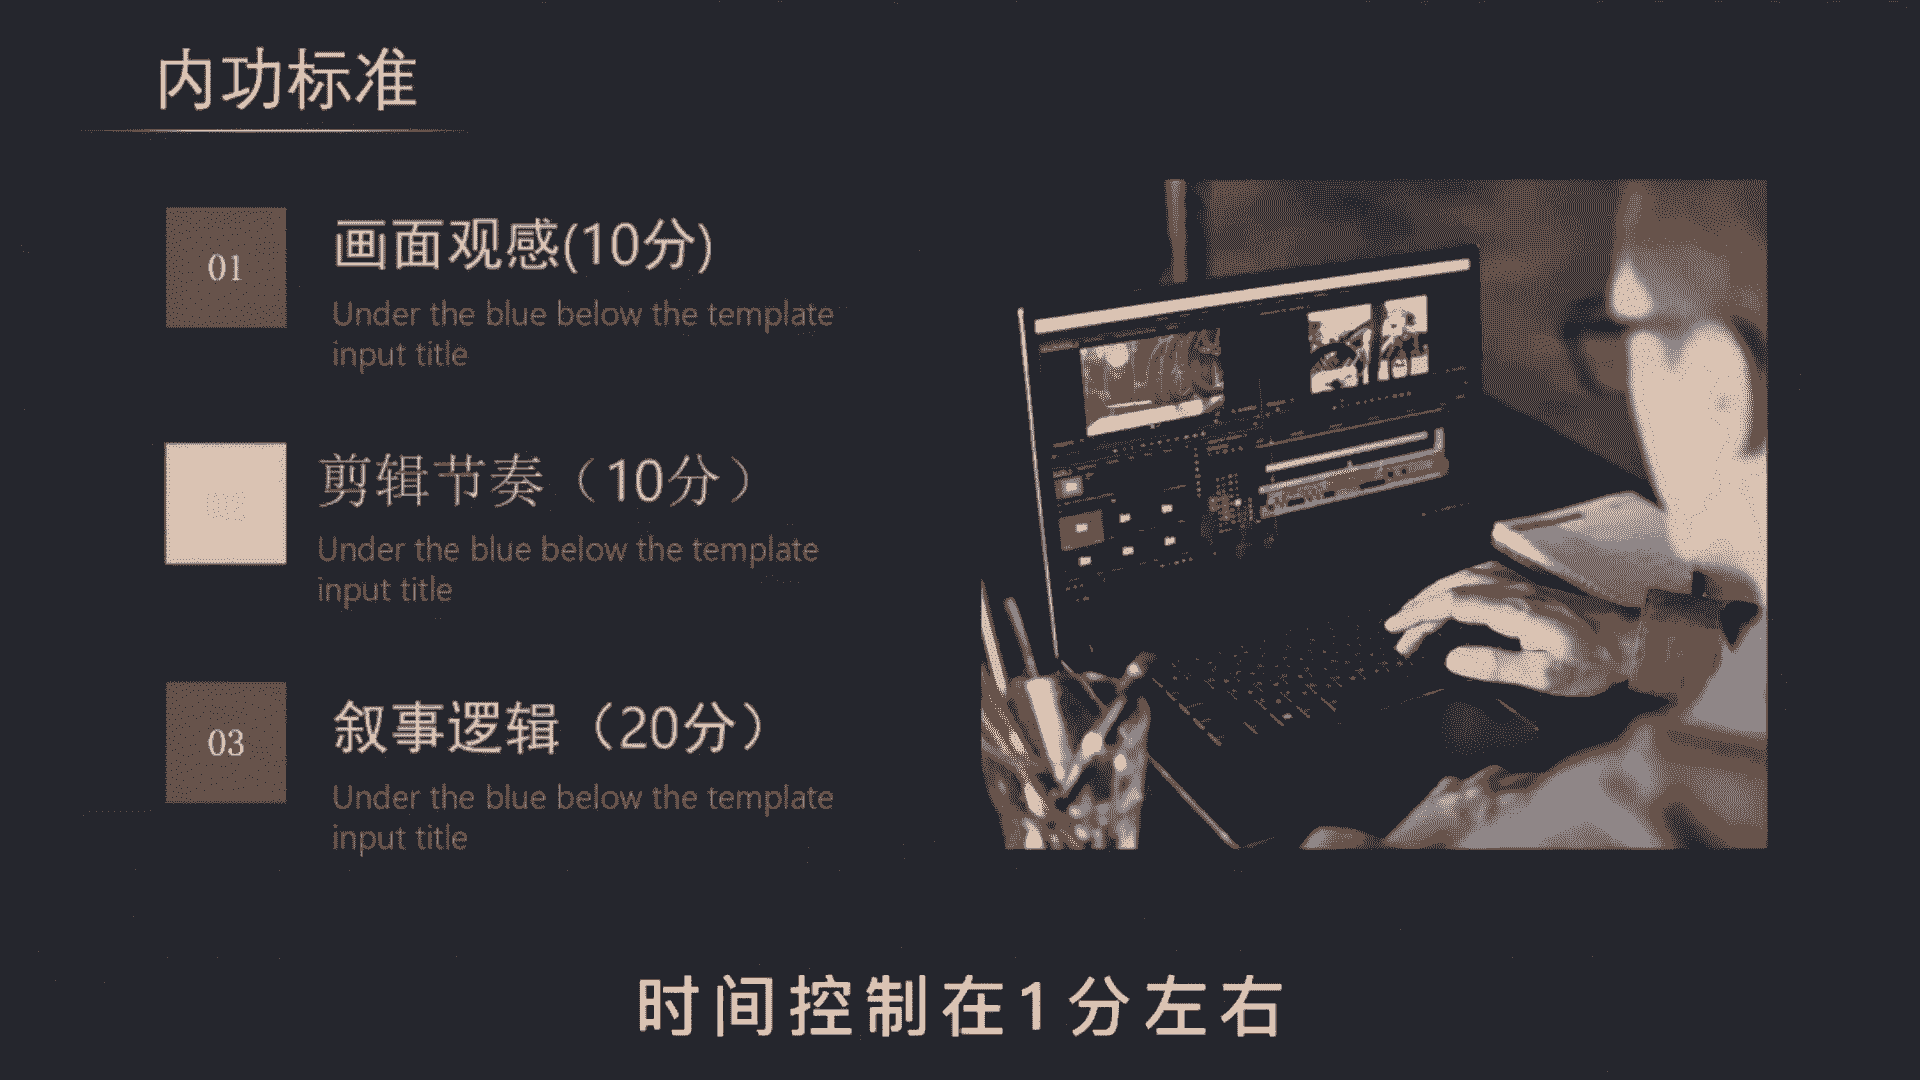 内功标准
01
画面观感(10分)
Under the blue below the template
input title
02
剪辑节奏（10分）
Under the blue below the template
input title
03
叙事逻辑（20分）
Under the blue below the template
input title
时间控制在1分左右